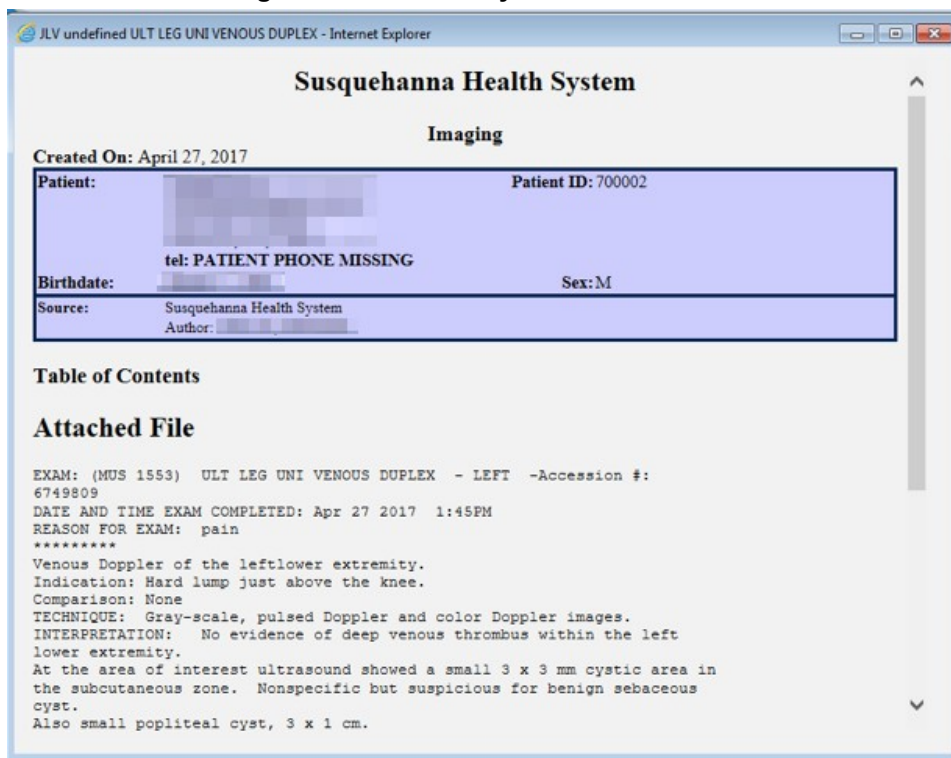 JLV undefined ULT LEG UNI VENOUS DUPLEX - Internet Explorer
Susquehanna Health System
Imaging
Created On: April 27, 2017
Patient: Patient ID: 700002
tel: PATIENT PHONE MISSING
Birthdate: Sex: M
Source: Susquehanna Health System
Author:
Table of Contents
Attached File
EXAM: (MUS 1553) ULT LEG UNI VENOUS DUPLEX - LEFT -Accession #:
6749809
DATE AND TIME EXAM COMPLETED: Apr 27 2017 1:45PM
REASON FOR EXAM: pain
*********
Venous Doppler of the leftlower extremity.
Indication: Hard lump just above the knee.
Comparison: None
TECHNIQUE: Gray-scale, pulsed Doppler and color Doppler images.
INTERPRETATION: No evidence of deep venous thrombus within the left
lower extremity.
At the area of interest ultrasound showed a small 3 x 3 mm cystic area in
the subcutaneous zone. Nonspecific but suspicious for benign sebaceous
cyst.
Also small popliteal cyst, 3 x 1 cm.